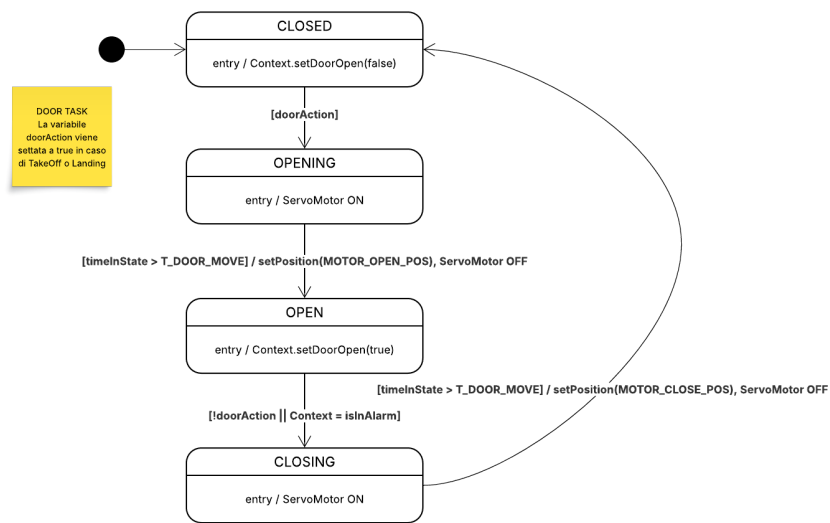 CLOSED
entry / Context.setDoorOpen(false)
DOOR TASK
La variabile
doorAction viene
settata a true in caso
di TakeOff o Landing
[doorAction]
OPENING
entry / ServoMotor ON
[timeInState > T_DOOR_MOVE] / setPosition(MOTOR_OPEN_POS), ServoMotor OFF
OPEN
entry / Context.setDoorOpen(true)
[timeInState > T_DOOR_MOVE] / setPosition(MOTOR_CLOSE_POS), ServoMotor OFF
[!doorAction || Context = isInAlarm]
CLOSING
entry / ServoMotor ON